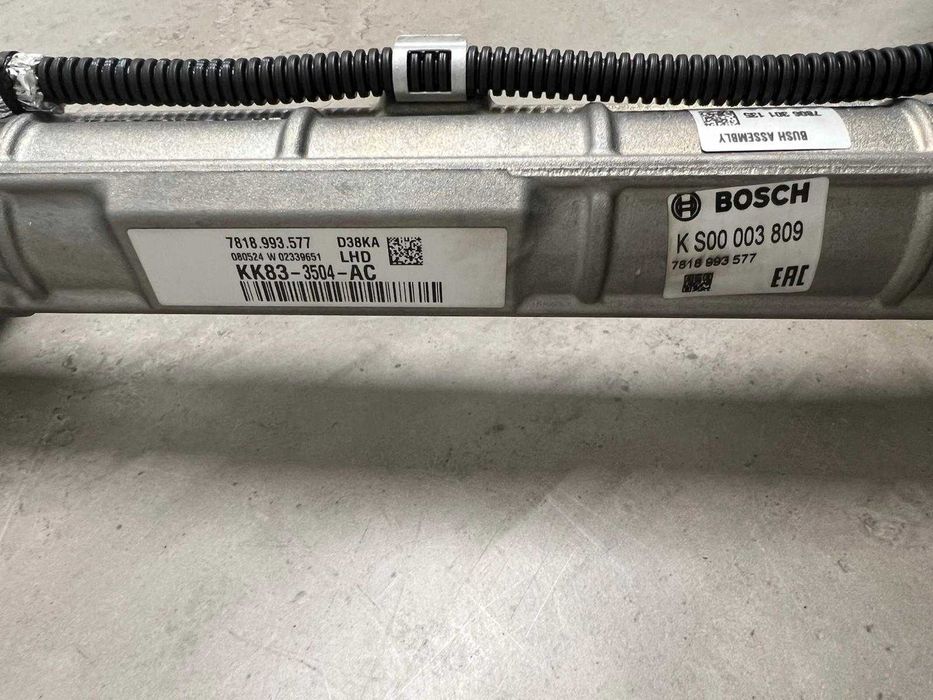 7806 301 135
BUSH ASSEMBLY
7818.993.577 D38KA
080524 W 02339651 LHD
KK83-3504-AC
BOSCH
K S00 003 809
7818 993 577
EAC